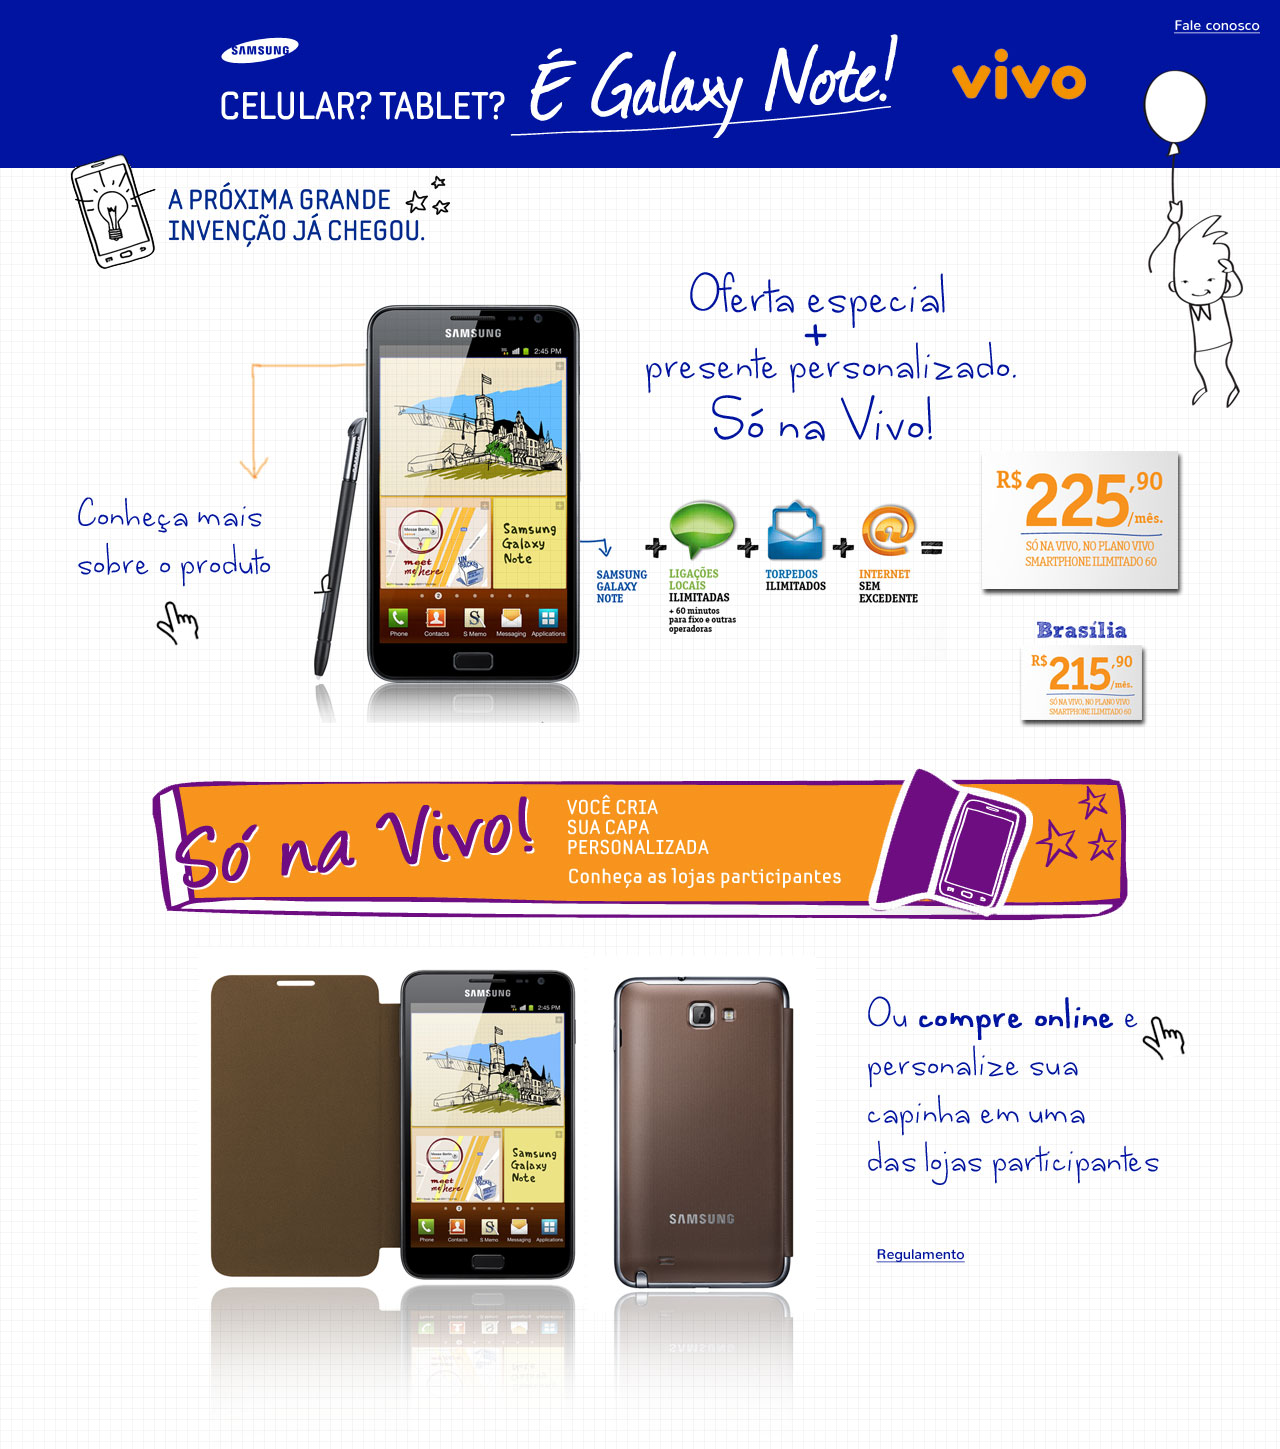 Fale conosco
SAMSUNG
CELULAR? TABLET? É Galaxy Note!
vivo
A PRÓXIMA GRANDE
INVENÇÃO JÁ CHEGOU.
Oferta especial
+
presente personalizado.
Só na Vivo!
SAMSUNG
2:45 PM
Samsung
Galaxy
Note
Messe Berlin
meet
me here
UNPACKED
Phone
Contacts
S Memo
Messaging
Applications
SAMSUNG
Conheça mais
sobre o produto
SAMSUNG
GALAXY
NOTE
+
LIGAÇÕES
LOCAIS
ILIMITADAS
+ 60 minutos
para fixo e outras
operadoras
+
TORPEDOS
ILIMITADOS
+
INTERNET
SEM
EXCEDENTE
=
R$ 225,90
/mês.
SÓ NA VIVO, NO PLANO VIVO
SMARTPHONE ILIMITADO 60
Brasília
R$ 215,90
/mês.
SÓ NA VIVO, NO PLANO VIVO
SMARTPHONE ILIMITADO 60
Só na Vivo!
VOCÊ CRIA
SUA CAPA
PERSONALIZADA
Conheça as lojas participantes
SAMSUNG
2:45 PM
Samsung
Galaxy
Note
meet
me here
Phone
Contacts
S Memo
Messaging
Applications
SAMSUNG
Ou compre online e
personalize sua
capinha em uma
das lojas participantes
Regulamento